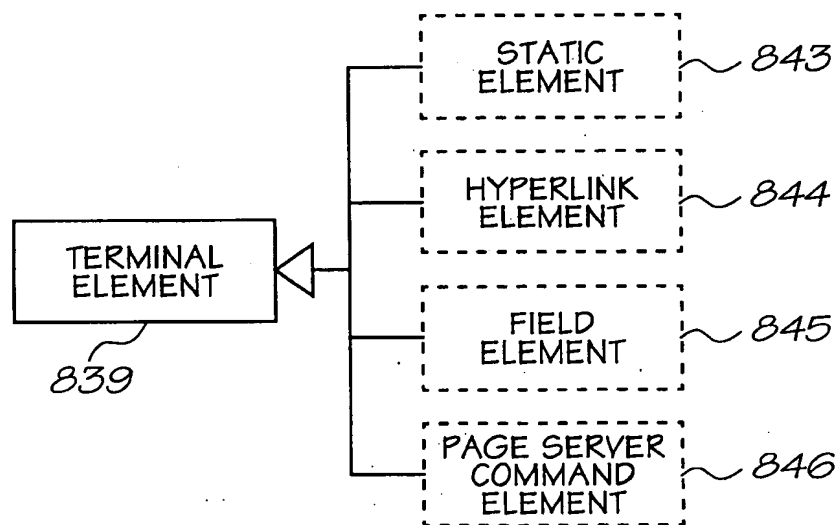 STATIC
ELEMENT
843
HYPERLINK
ELEMENT
844
TERMINAL
ELEMENT
839
FIELD
ELEMENT
845
PAGE SERVER
COMMAND
ELEMENT
846